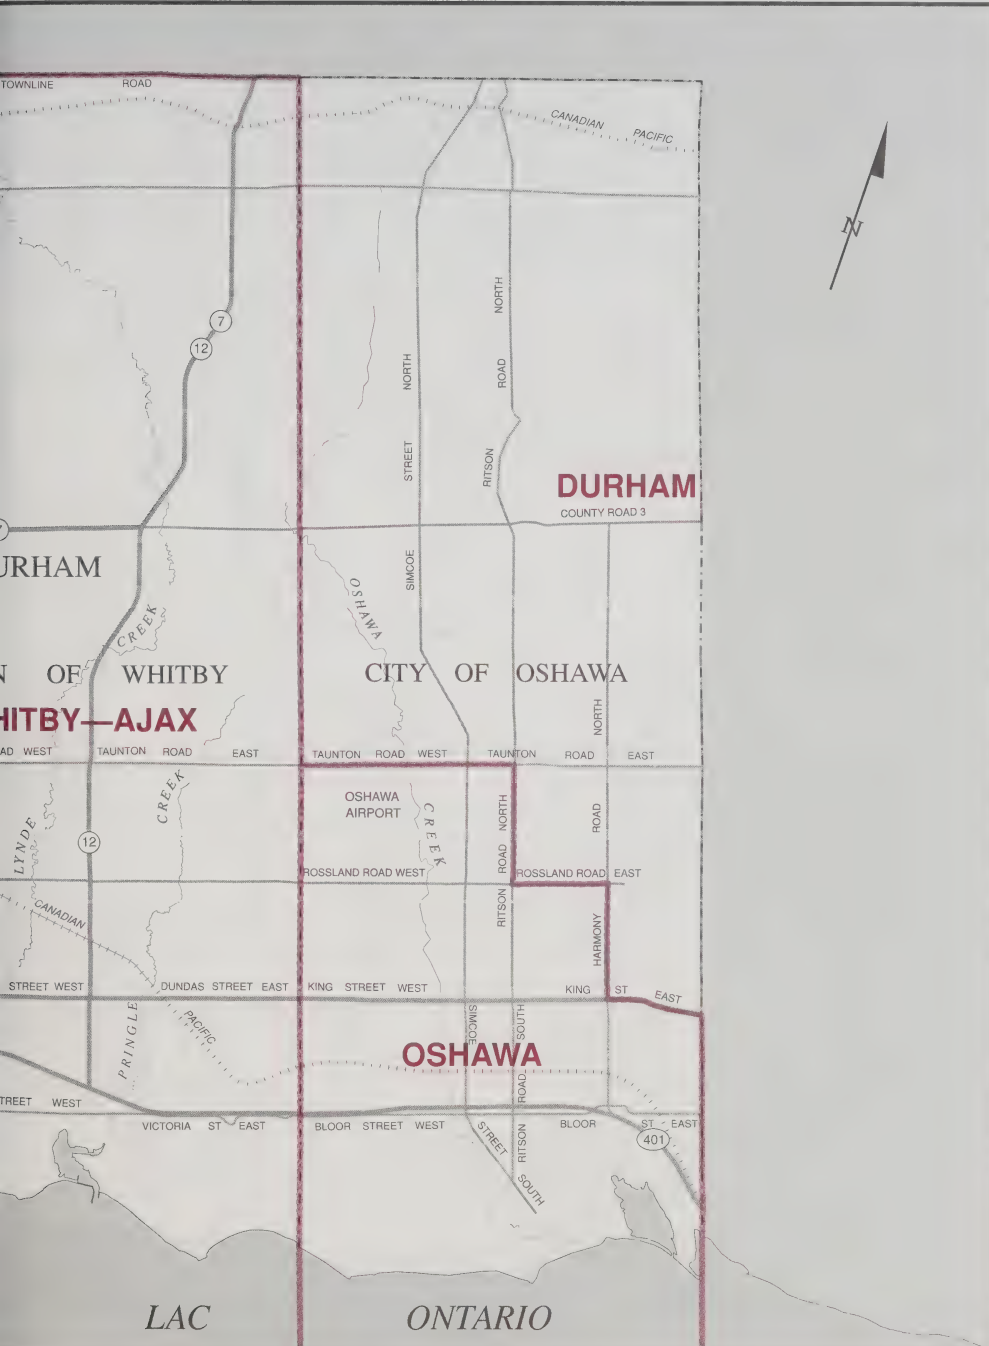 TOWNLINE ROAD
CANADIAN PACIFIC
N
7
12
NORTH
NORTH
ROAD
STREET
RITSON
DURHAM
COUNTY ROAD 3
URHAM
SIMCOE
OSHAWA
CREEK
OF WHITBY
CITY OF OSHAWA
HITBY—AJAX
NORTH
AD WEST TAUNTON ROAD EAST
TAUNTON ROAD WEST TAUNTON ROAD EAST
OSHAWA
AIRPORT
CREEK
CREEK
LYNDE
12
ROAD NORTH
ROAD
ROSSLAND ROAD WEST
ROSSLAND ROAD EAST
RITSON
CANADIAN
HARMONY
STREET WEST DUNDAS STREET EAST KING STREET WEST
KING ST EAST
PACIFIC
PRINGLE
SIMCOE
SOUTH
OSHAWA
ROAD
TREET WEST
VICTORIA ST EAST BLOOR STREET WEST
BLOOR ST EAST
401
STREET
RITSON
SOUTH
LAC ONTARIO